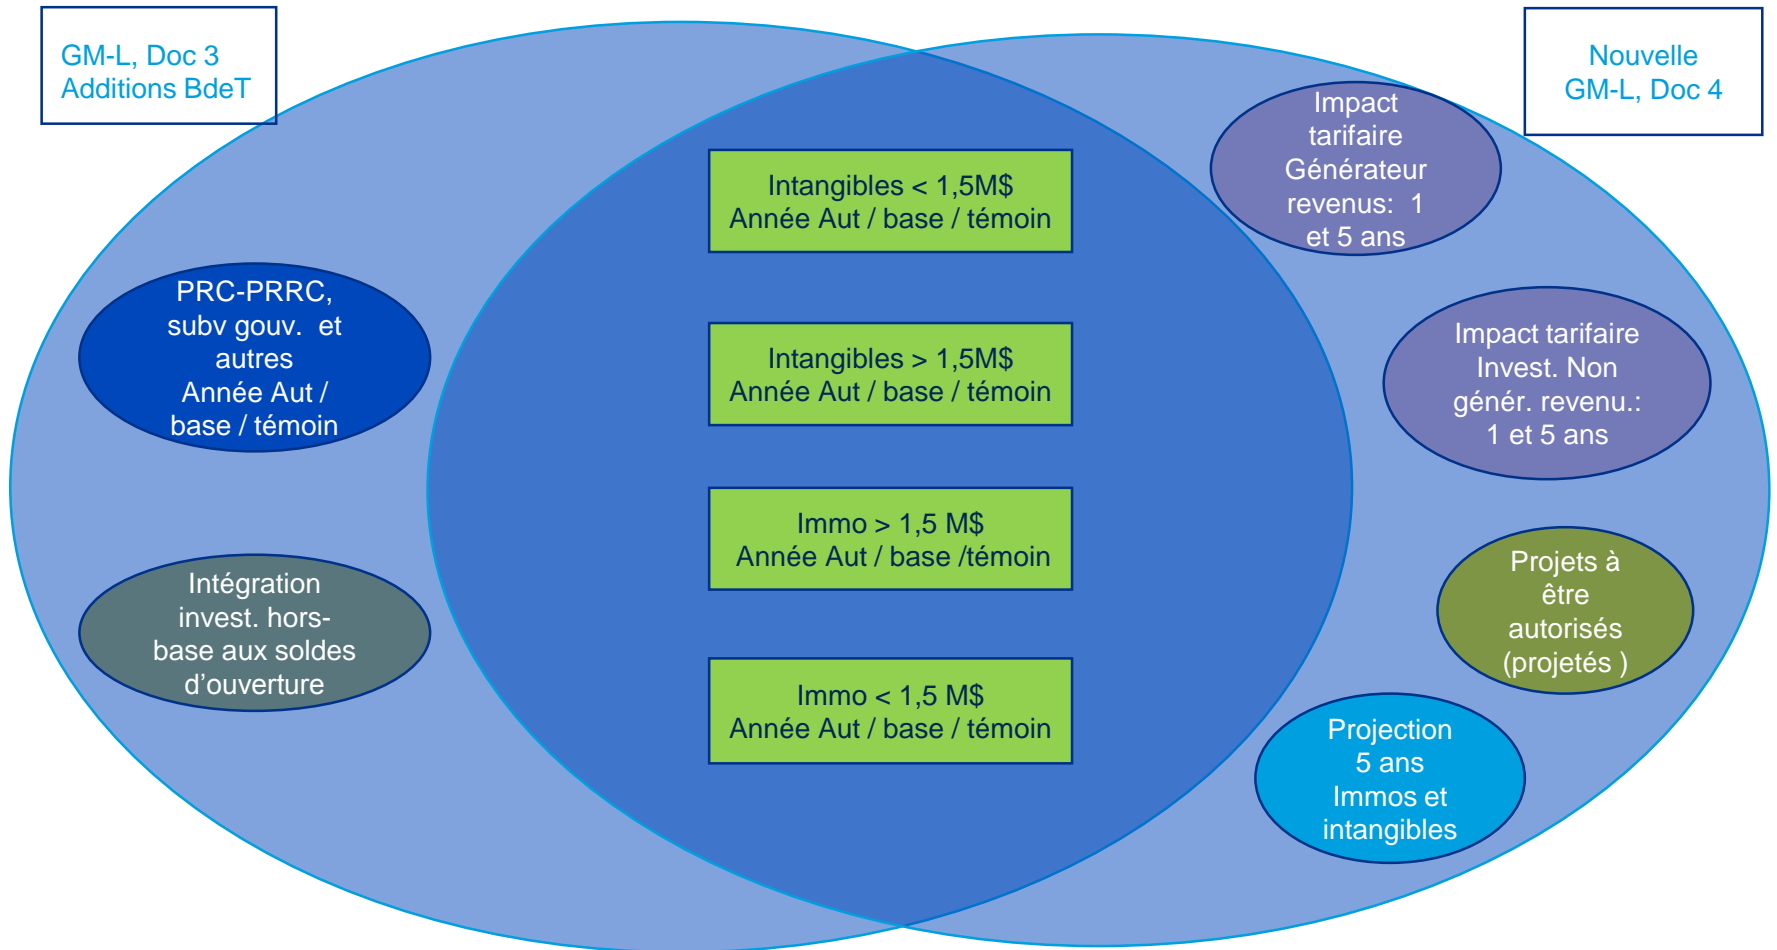 GM-L, Doc 3
Additions BdeT
Nouvelle
GM-L, Doc 4
PRC-PRRC,
subv gouv.  et
autres
Année Aut /
base / témoin
Intégration
invest. hors-
base aux soldes
d’ouverture
Intangibles < 1,5M$
Année Aut / base / témoin
Intangibles > 1,5M$
Année Aut / base / témoin
Immo > 1,5 M$
Année Aut / base /témoin
Immo < 1,5 M$
Année Aut / base / témoin
Impact
tarifaire
Générateur
revenus:  1
et 5 ans
Impact tarifaire
Invest. Non
génér. revenu.:
1 et 5 ans
Projets à
être
autorisés
(projetés )
Projection
5 ans
Immos et
intangibles